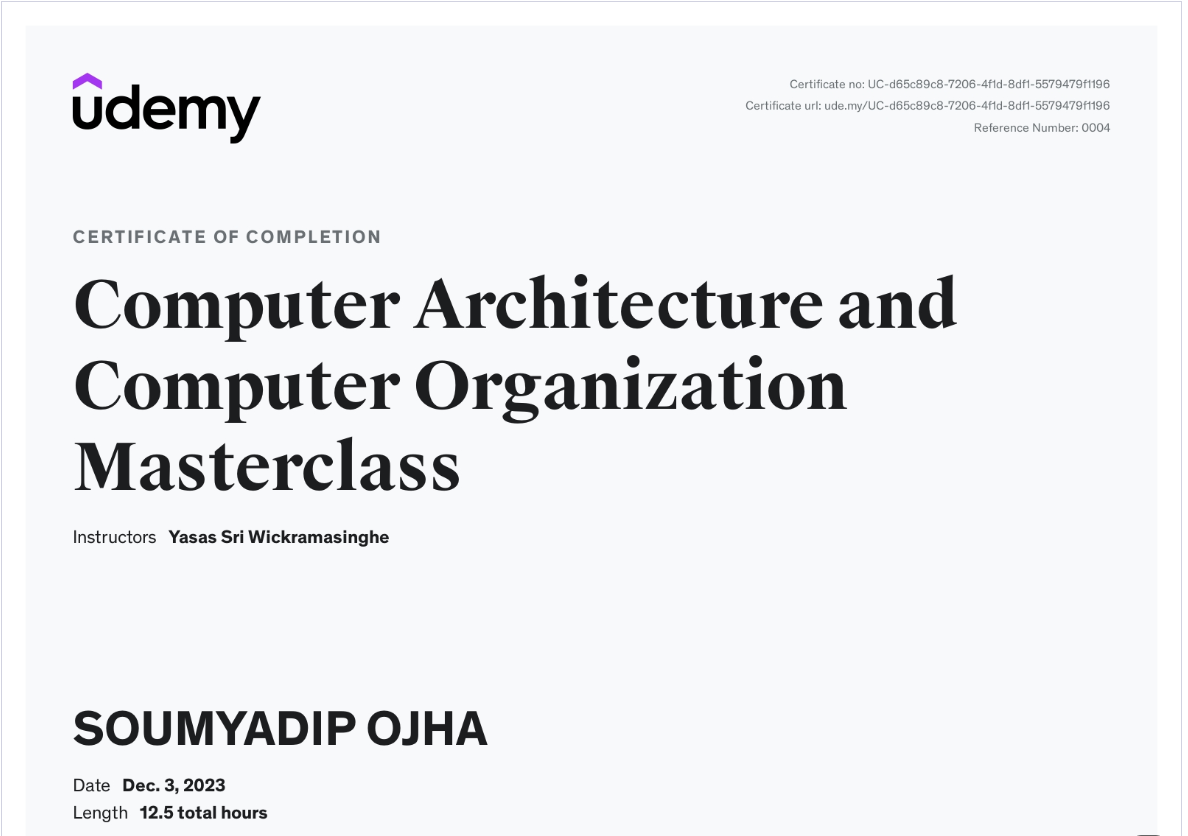 udemy
Certificate no: UC-d65c89c8-7206-4f1d-8df1-5579479f1196
Certificate url: ude.my/UC-d65c89c8-7206-4f1d-8df1-5579479f1196
Reference Number: 0004
CERTIFICATE OF COMPLETION
Computer Architecture and
Computer Organization
Masterclass
Instructors Yasas Sri Wickramasinghe
SOUMYADIP OJHA
Date Dec. 3, 2023
Length 12.5 total hours